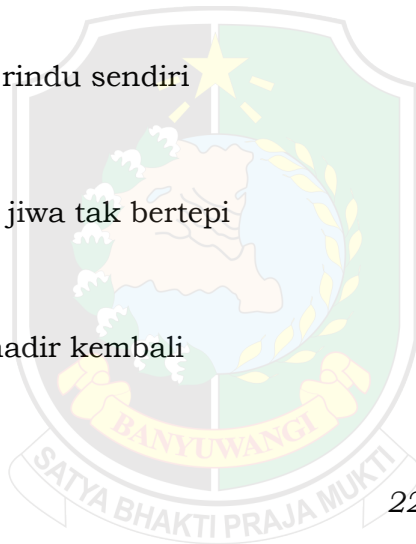 rindu sendiri
jiwa tak bertepi
hadir kembali
BANYUWANGI
SATYA BHAKTI PRAJA MUKTI
22